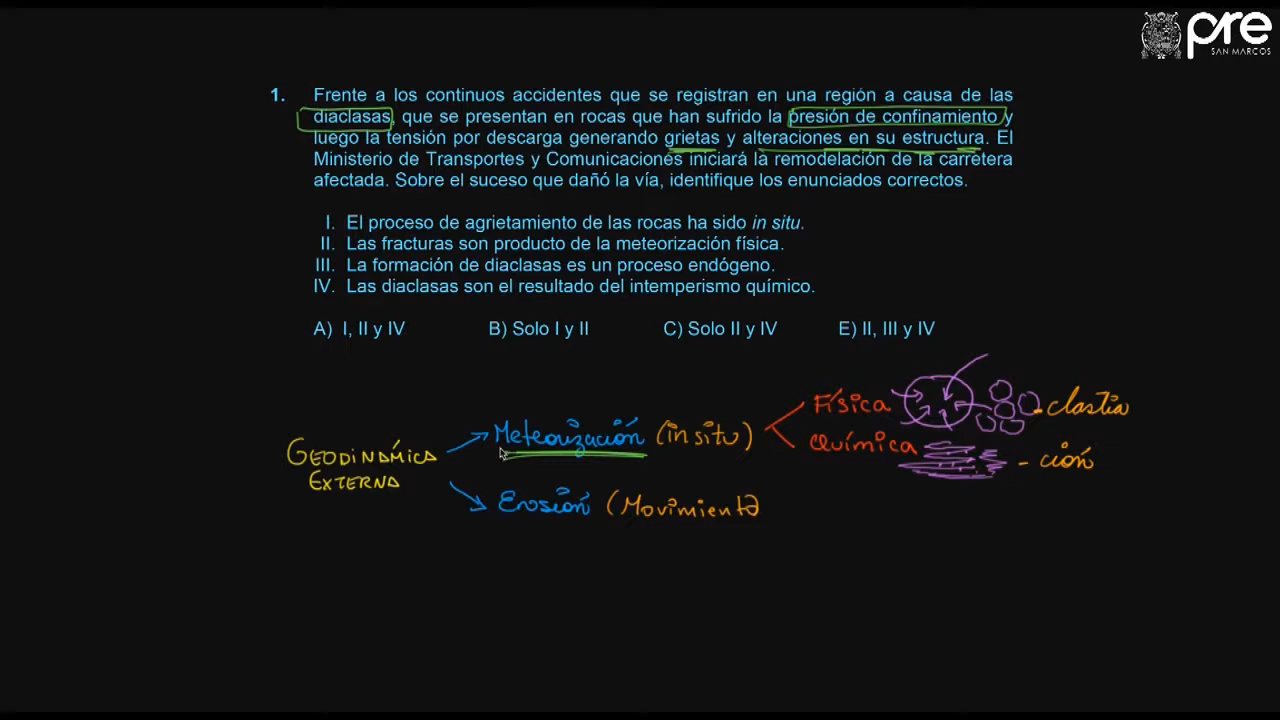 pre
SAN MARCOS
1. Frente a los continuos accidentes que se registran en una región a causa de las
diaclasas, que se presentan en rocas que han sufrido la presión de confinamiento y
luego la tensión por descarga generando grietas y alteraciones en su estructura. El
Ministerio de Transportes y Comunicaciones iniciará la remodelación de la carretera
afectada. Sobre el suceso que dañó la vía, identifique los enunciados correctos.
I. El proceso de agrietamiento de las rocas ha sido in situ.
II. Las fracturas son producto de la meteorización física.
III. La formación de diaclasas es un proceso endógeno.
IV. Las diaclasas son el resultado del intemperismo químico.
A) I, II y IV B) Solo I y II C) Solo II y IV E) II, III y IV
Física - clastia
Meteorización (in situ)
Química - ción
GEODINÁMICA
EXTERNA
Erosión (Movimiento